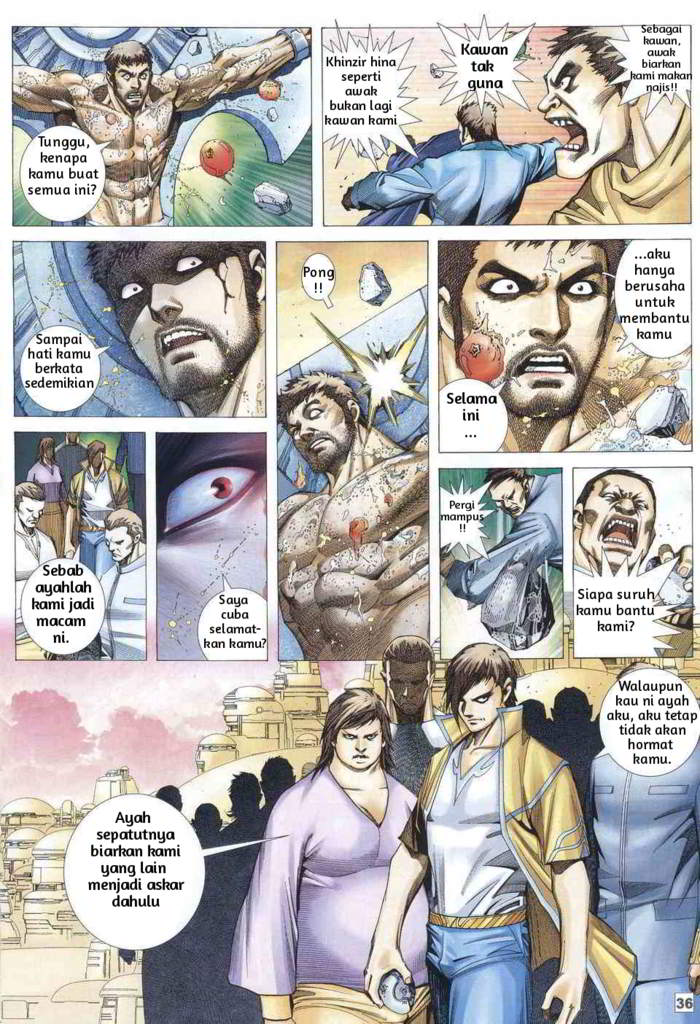 Tunggu,
kenapa
kamu buat
semua ini?
Khinzir hina
seperti
awak
bukan lagi
kawan kami
Kawan
tak
guna
Sebagai
kawan,
awak
biarkan
kami makan
najis!!
Sampai
hati kamu
berkata
sedemikian
Pong
!!
...aku
hanya
berusaha
untuk
membantu
kamu
Selama
ini
...
Sebab
ayahlah
kami jadi
macam
ni.
Saya
cuba
selamat-
kan kamu?
Pergi
mampus
!!
Siapa suruh
kamu bantu
kami?
Walaupun
kau ni ayah
aku, aku tetap
tidak akan
hormat
kamu.
Ayah
sepatutnya
biarkan kami
yang lain
menjadi askar
dahulu
36